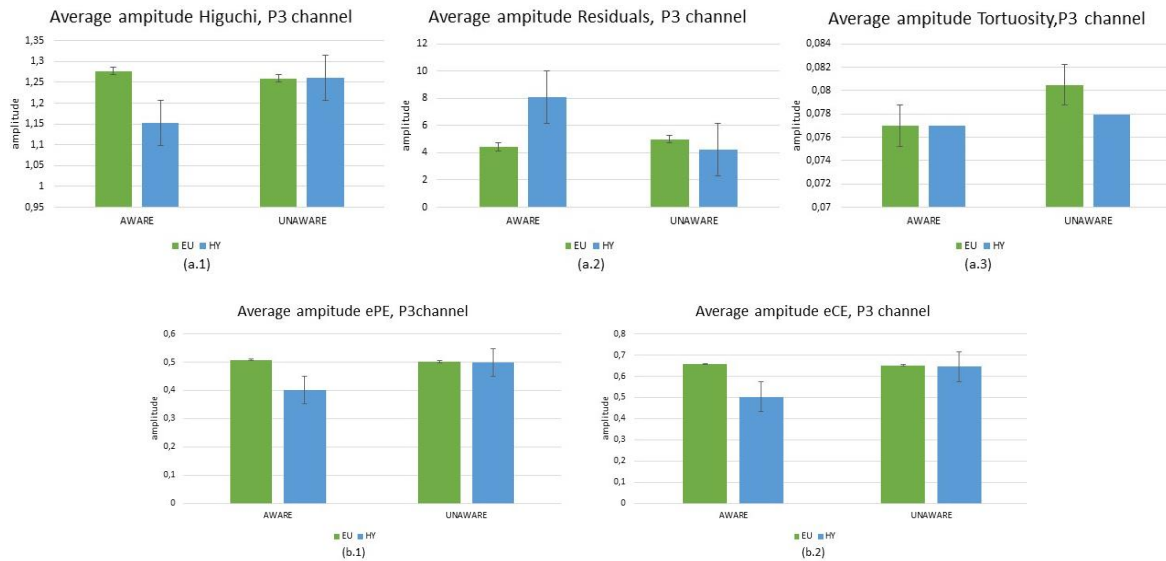 Average amptitude Higuchi, P3 channel
1,35
1,3
1,25
1,2
1,15
1,1
1,05
1
0,95
amplitude
AWARE
UNAWARE
EU HY
(a.1)
Average ampitude Residuals, P3 channel
12
10
8
6
4
2
0
amplitude
AWARE
UNAWARE
EU HY
(a.2)
Average amplitude Tortuosity,P3 channel
0,084
0,082
0,08
0,078
0,076
0,074
0,072
0,07
amplitude
AWARE
UNAWARE
EU HY
(a.3)
Average ampitude ePE, P3channel
0,6
0,5
0,4
0,3
0,2
0,1
0
amplitude
AWARE
UNAWARE
EU HY
(b.1)
Average ampitude eCE, P3 channel
0,8
0,7
0,6
0,5
0,4
0,3
0,2
0,1
0
amplitude
AWARE
UNAWARE
EU HY
(b.2)